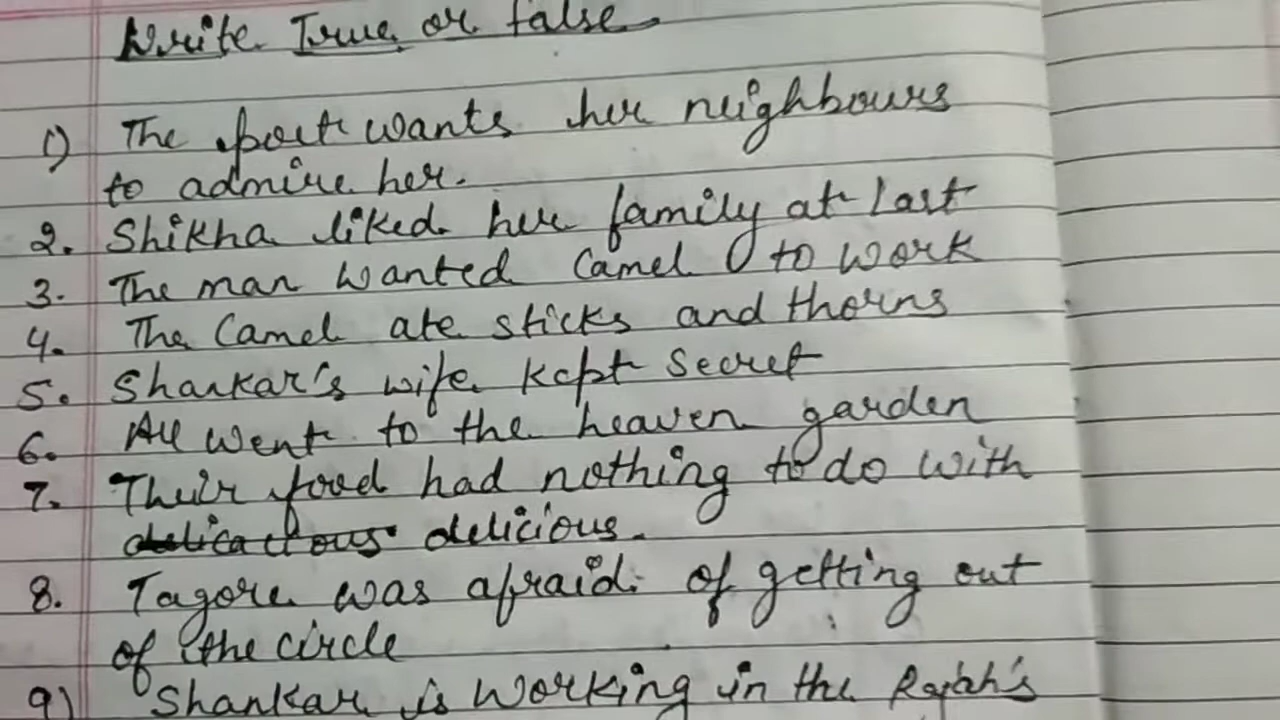 Write True or false.
1) The poet wants her neighbours
to admire her.
2. Shikha liked her family at Last
3. The man wanted Camel to work
4. The Camel ate sticks and thorns
5. Shankar's wife kept Secret
6. All went to the heaven garden
7. Their food had nothing to do with
delicious.
8. Tagore was afraid of getting out
of the circle
9) Shankar is working in the Rajah's